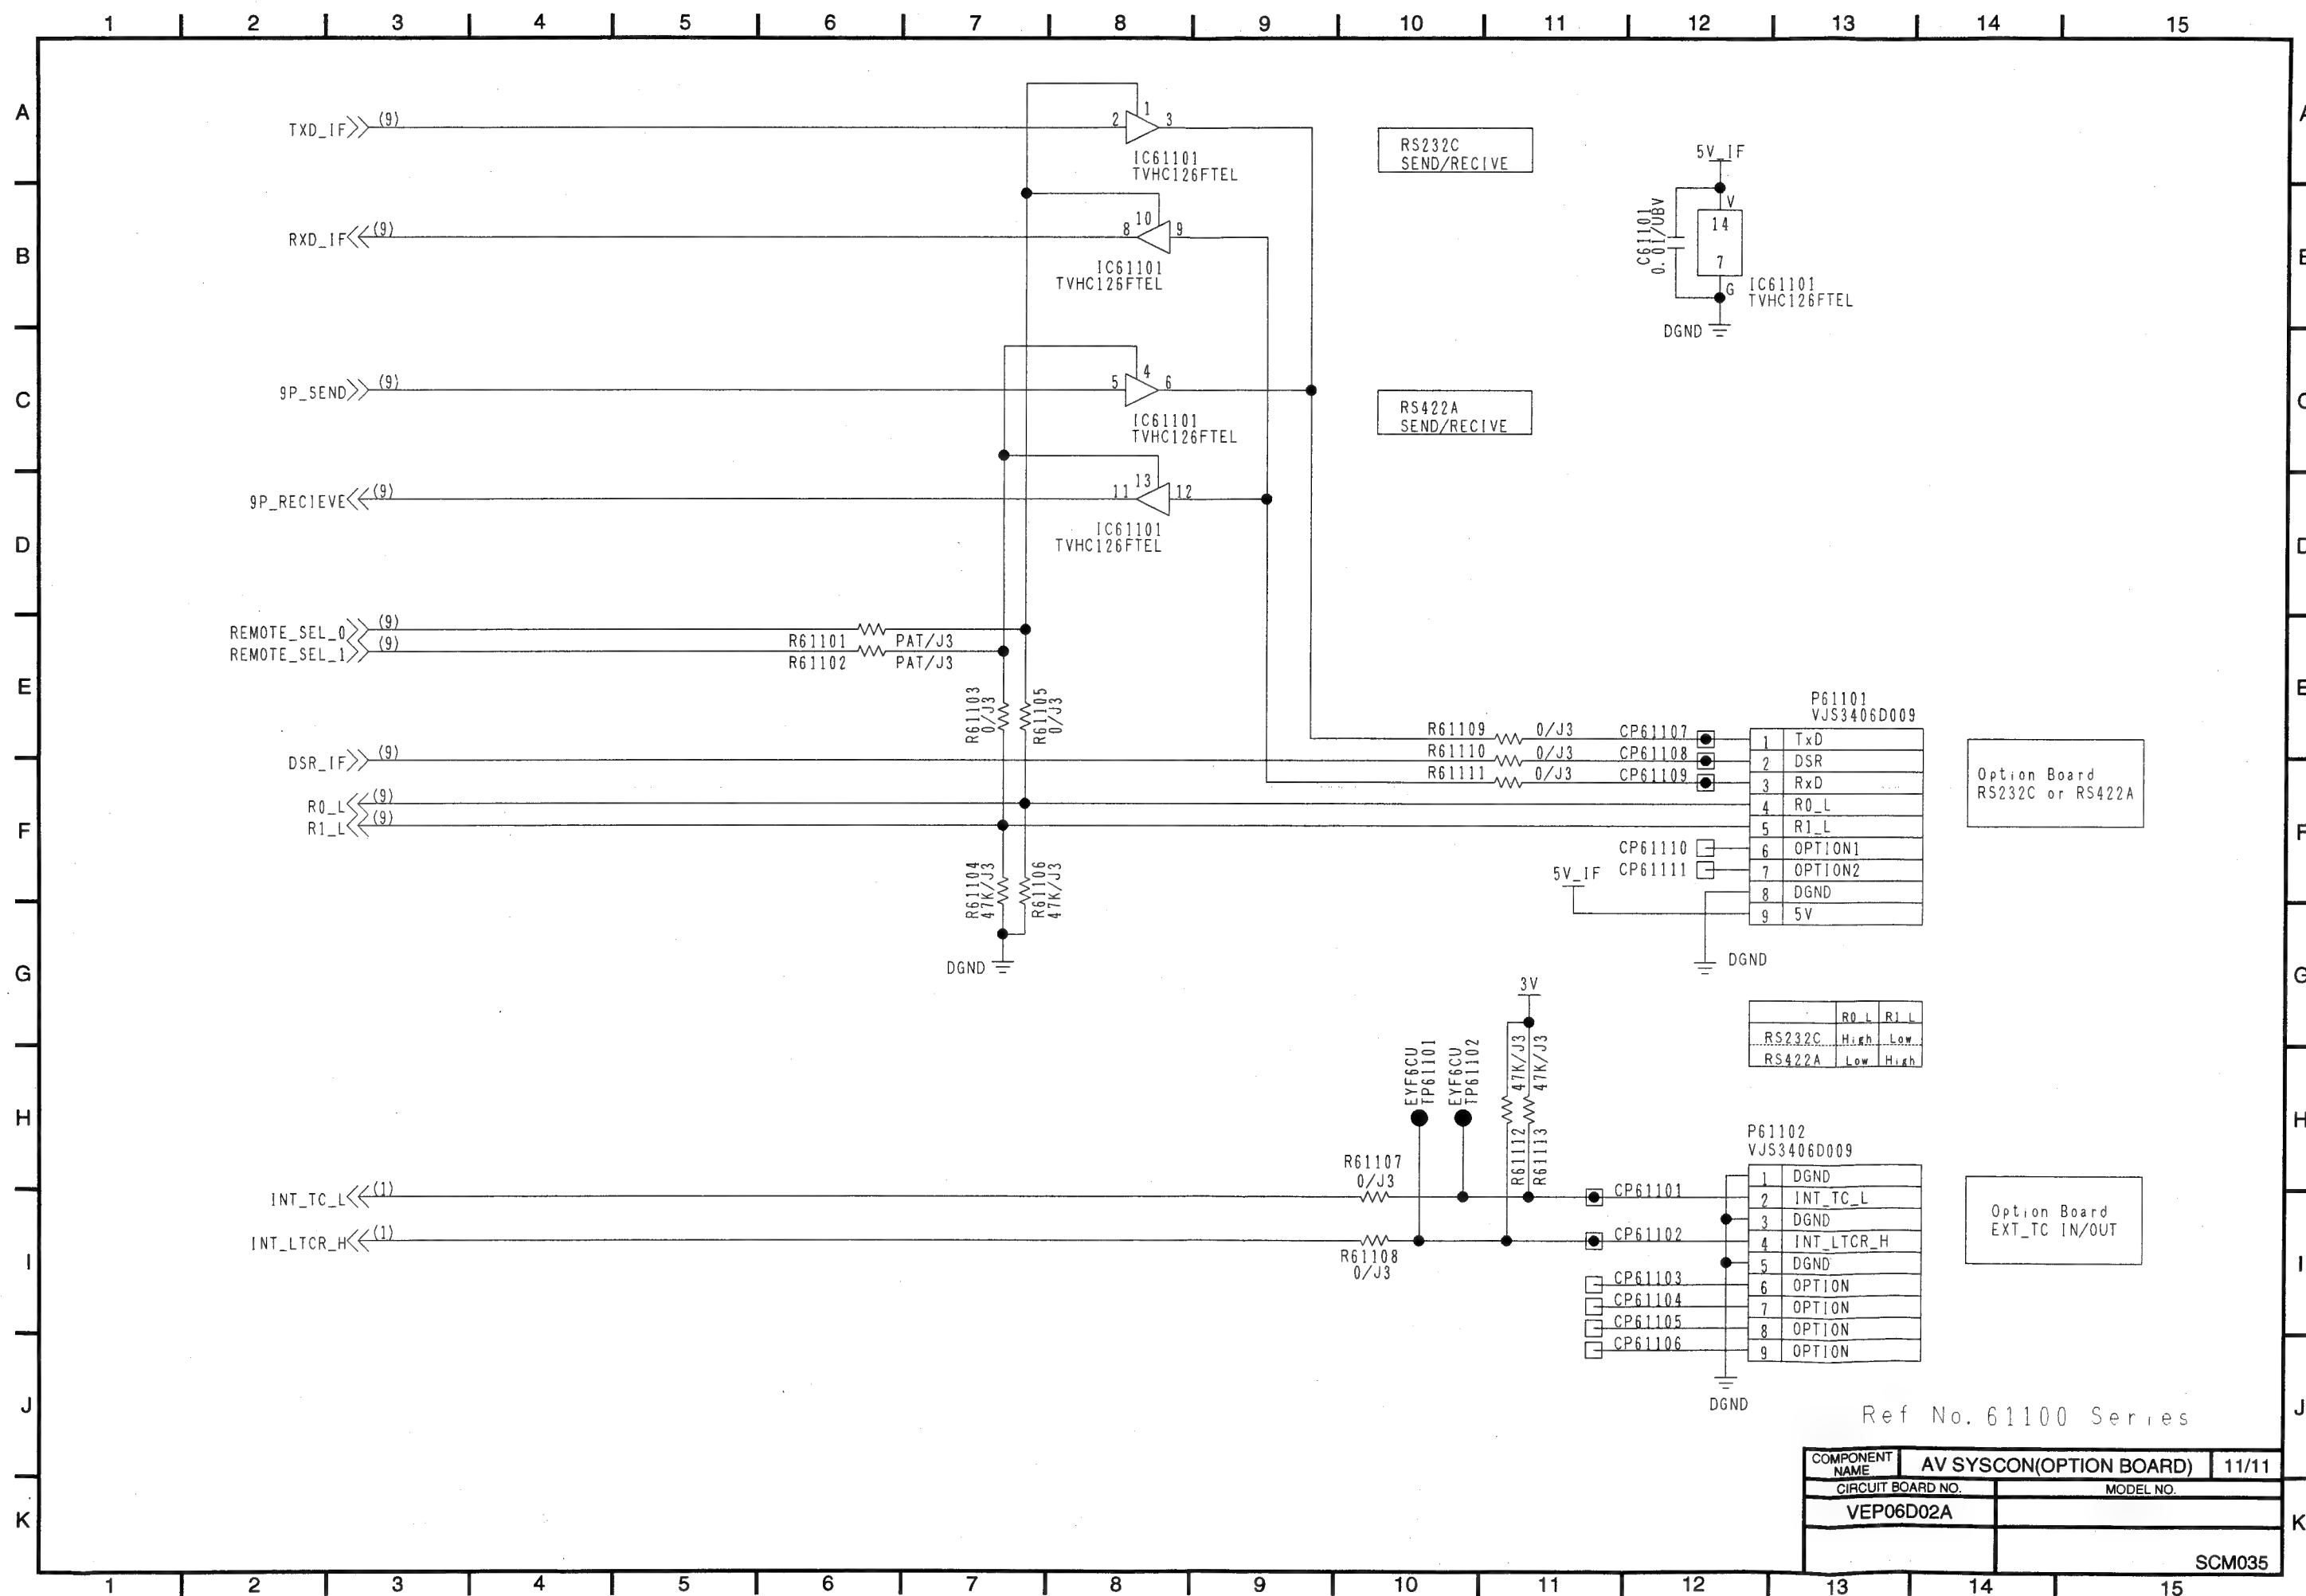 1 2 3 4 5 6 7 8 9 10 11 12 13 14 15
A
B
C
D
E
F
G
H
I
J
K
TXD_IF (9)
2 1 3
IC61101
TVHC126FTEL
RS232C
SEND/RECIVE
RXD_IF (9)
8 10 9
IC61101
TVHC126FTEL
5V_IF
V
14
7
G
C61101
0.01/UBV
IC61101
TVHC126FTEL
DGND
9P_SEND (9)
5 4 6
IC61101
TVHC126FTEL
RS422A
SEND/RECIVE
9P_RECIEVE (9)
11 13 12
IC61101
TVHC126FTEL
REMOTE_SEL_0 (9)
REMOTE_SEL_1 (9)
R61101 PAT/J3
R61102 PAT/J3
R61103
0/J3
R61105
0/J3
DSR_IF (9)
R0_L (9)
R1_L (9)
R61104
47K/J3
R61106
47K/J3
DGND
R61109 0/J3 CP61107
R61110 0/J3 CP61108
R61111 0/J3 CP61109
P61101
VJS3406D009
1 TxD
2 DSR
3 RxD
4 R0_L
5 R1_L
6 OPTION1
7 OPTION2
8 DGND
9 5V
CP61110
CP61111
5V_IF
DGND
Option Board
RS232C or RS422A
R0_L R1_L
RS232C High Low
RS422A Low High
3V
EYF6CU
TP61101
EYF6CU
TP61102
47K/J3
47K/J3
R61112
R61113
INT_TC_L (1)
INT_LTCR_H (1)
R61107
0/J3
R61108
0/J3
CP61101
CP61102
CP61103
CP61104
CP61105
CP61106
P61102
VJS3406D009
1 DGND
2 INT_TC_L
3 DGND
4 INT_LTCR_H
5 DGND
6 OPTION
7 OPTION
8 OPTION
9 OPTION
DGND
Option Board
EXT_TC IN/OUT
Ref No. 61100 Series
COMPONENT NAME AV SYSCON(OPTION BOARD) 11/11
CIRCUIT BOARD NO. MODEL NO.
VEP06D02A
SCM035
A
B
C
D
E
F
G
H
I
J
K
1 2 3 4 5 6 7 8 9 10 11 12 13 14 15